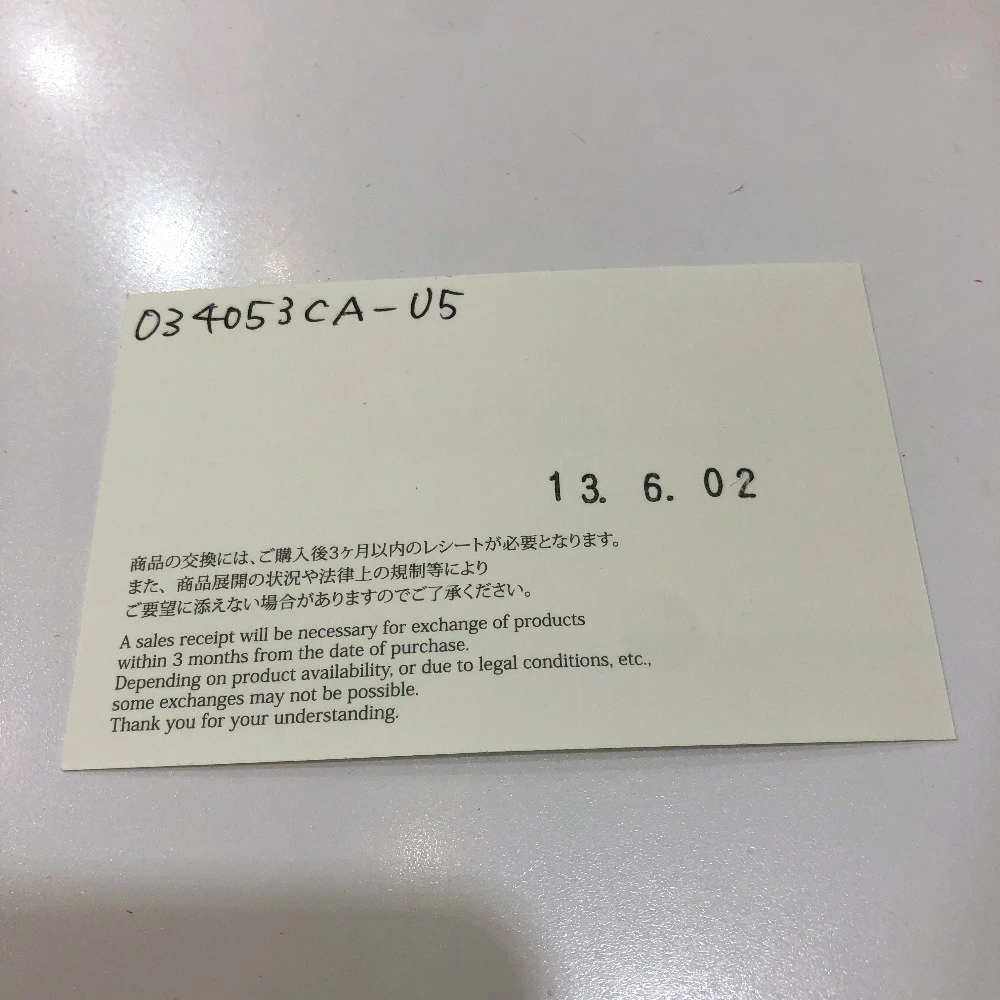 034053CA-U5
13. 6. 02
商品の交換には、ご購入後3ヶ月以内のレシートが必要となります。
また、商品展開の状況や法律上の規制等により
ご要望に添えない場合がありますのでご了承ください。
A sales receipt will be necessary for exchange of products
within 3 months from the date of purchase.
Depending on product availability, or due to legal conditions, etc.,
some exchanges may not be possible.
Thank you for your understanding.